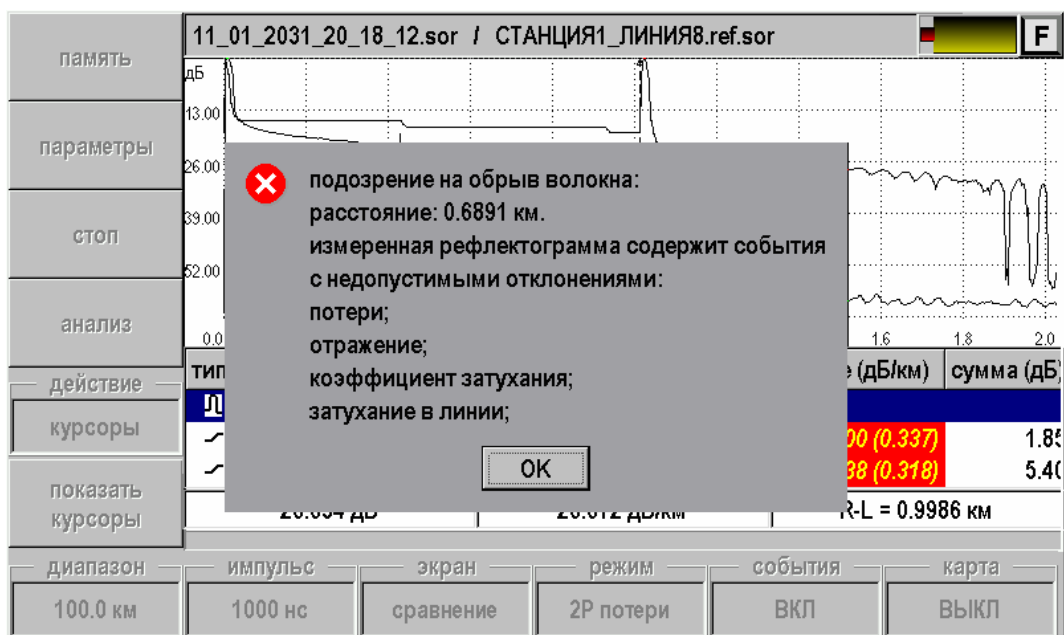 память
11_01_2031_20_18_12.sor / СТАНЦИЯ1_ЛИНИЯ8.ref.sor
F
дБ
13.00
26.00
39.00
52.00
параметры
стоп
анализ
действие
курсоры
показать
курсоры
подозрение на обрыв волокна:
расстояние: 0.6891 км.
измеренная рефлектограмма содержит события
с недопустимыми отклонениями:
потери;
отражение;
коэффициент затухания;
затухание в линии;
OK
0.0 1.6 1.8 2.0
(дБ/км) сумма (дБ)
(0.337) 1.85
(0.318) 5.40
R-L = 0.9986 км
диапазон импульс экран режим события карта
100.0 км 1000 нс сравнение 2P потери ВКЛ ВЫКЛ